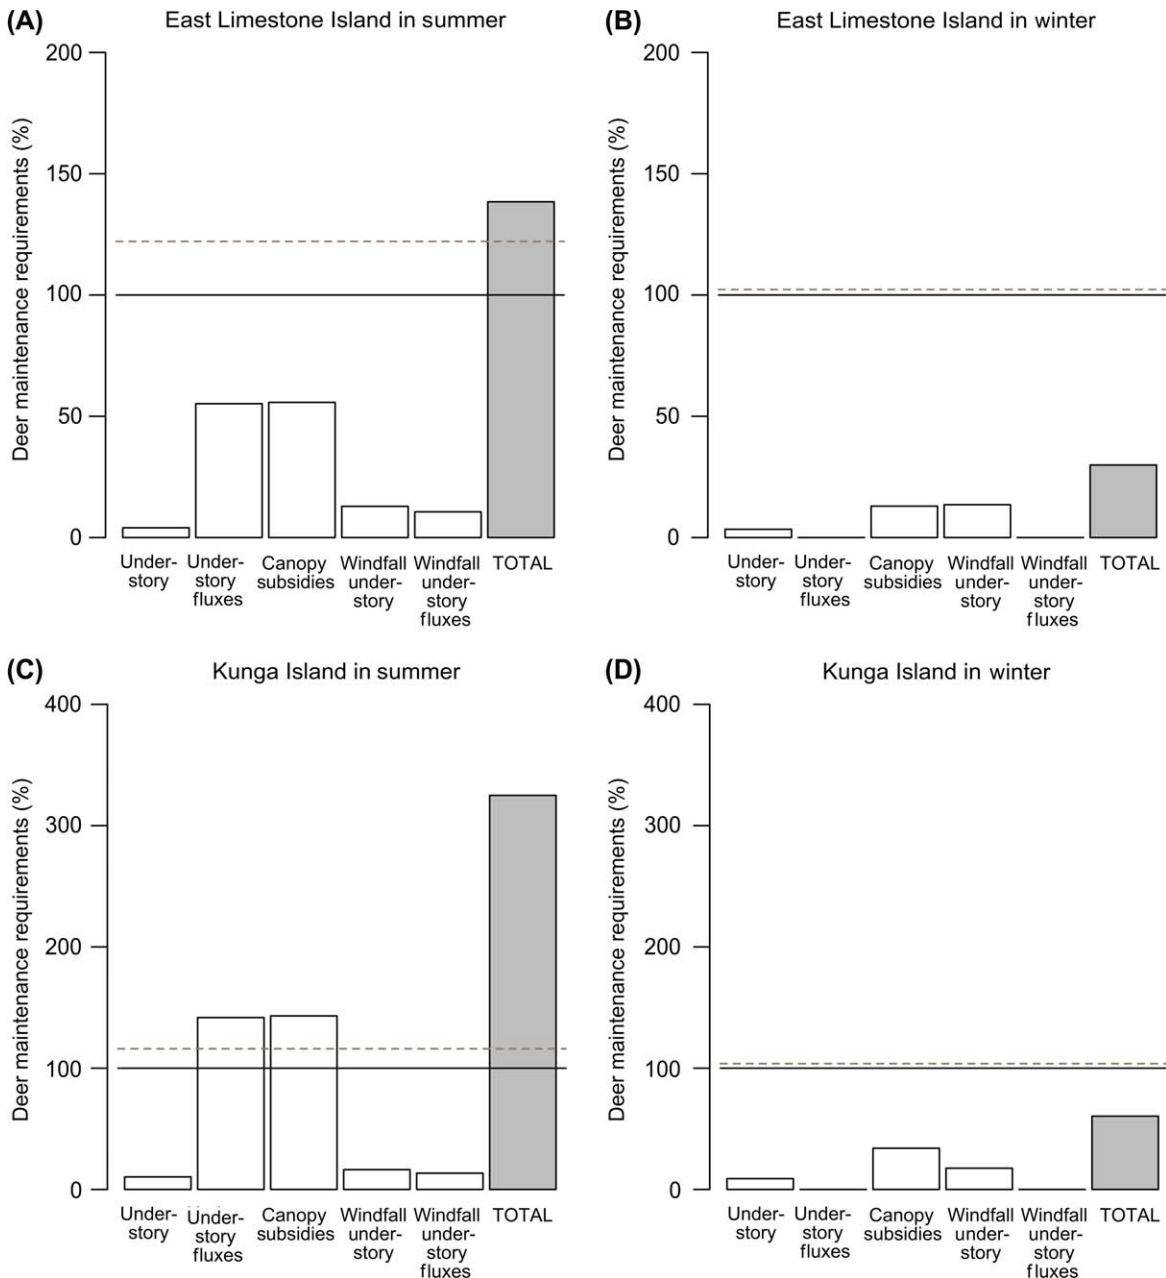 (A)
East Limestone Island in summer
Deer maintenance requirements (%)
200
150
100
50
0
Under-
story
Under-
story
fluxes
Canopy
subsidies
Windfall
under-
story
Windfall
under-
story
fluxes
TOTAL
(B)
East Limestone Island in winter
Deer maintenance requirements (%)
200
150
100
50
0
Under-
story
Under-
story
fluxes
Canopy
subsidies
Windfall
under-
story
Windfall
under-
story
fluxes
TOTAL
(C)
Kunga Island in summer
Deer maintenance requirements (%)
400
300
200
100
0
Under-
story
Under-
story
fluxes
Canopy
subsidies
Windfall
under-
story
Windfall
under-
story
fluxes
TOTAL
(D)
Kunga Island in winter
Deer maintenance requirements (%)
400
300
200
100
0
Under-
story
Under-
story
fluxes
Canopy
subsidies
Windfall
under-
story
Windfall
under-
story
fluxes
TOTAL